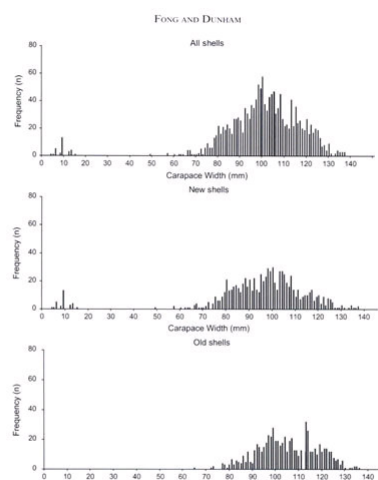 FONG AND DUNHAM
All shells
80
60
40
20
0
Frequency (n)
0 10 20 30 40 50 60 70 80 90 100 110 120 130 140
Carapace Width (mm)
New shells
80
60
40
20
0
Frequency (n)
0 10 20 30 40 50 60 70 80 90 100 110 120 130 140
Carapace Width (mm)
Old shells
80
60
40
20
0
Frequency (n)
0 10 20 30 40 50 60 70 80 90 100 110 120 130 140